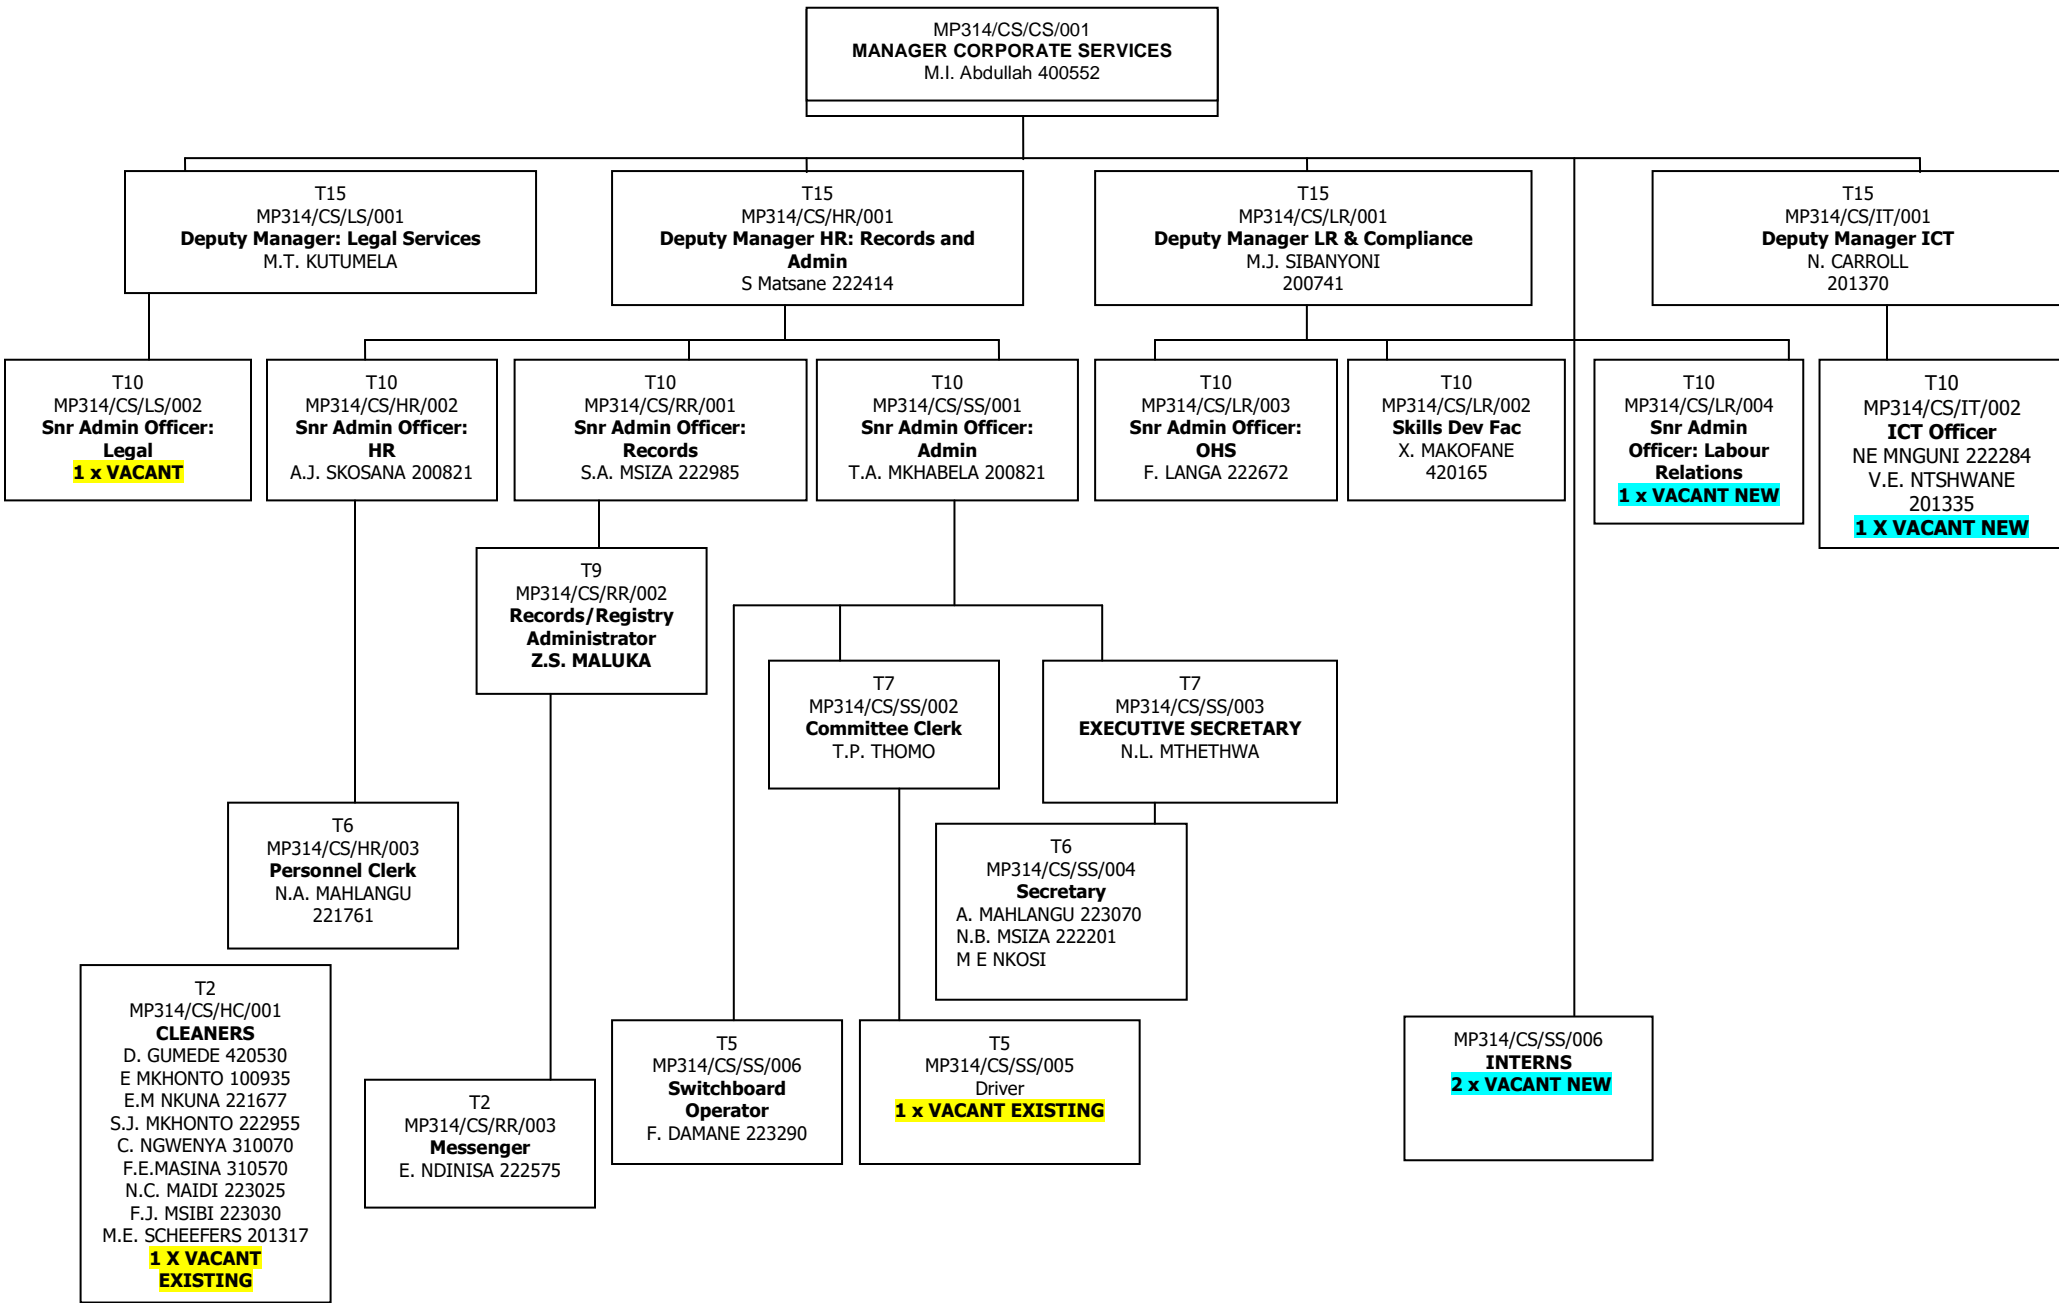 MP314/CS/CS/001
MANAGER CORPORATE SERVICES
M.I. Abdullah 400552
T15
MP314/CS/LS/001
Deputy Manager: Legal Services
M.T. KUTUMELA
T15
MP314/CS/HR/001
Deputy Manager HR: Records and
Admin
S Matsane 222414
T15
MP314/CS/LR/001
Deputy Manager LR & Compliance
M.J. SIBANYONI
200741
T15
MP314/CS/IT/001
Deputy Manager ICT
N. CARROLL
201370
T10
MP314/CS/LS/002
Snr Admin Officer:
Legal
1 x VACANT
T10
MP314/CS/HR/002
Snr Admin Officer:
HR
A.J. SKOSANA 200821
T10
MP314/CS/RR/001
Snr Admin Officer:
Records
S.A. MSIZA 222985
T10
MP314/CS/SS/001
Snr Admin Officer:
Admin
T.A. MKHABELA 200821
T10
MP314/CS/LR/003
Snr Admin Officer:
OHS
F. LANGA 222672
T10
MP314/CS/LR/002
Skills Dev Fac
X. MAKOFANE
420165
T10
MP314/CS/LR/004
Snr Admin
Officer: Labour
Relations
1 x VACANT NEW
T10
MP314/CS/IT/002
ICT Officer
NE MNGUNI 222284
V.E. NTSHWANE
201335
1 X VACANT NEW
T9
MP314/CS/RR/002
Records/Registry
Administrator
Z.S. MALUKA
T7
MP314/CS/SS/002
Committee Clerk
T.P. THOMO
T7
MP314/CS/SS/003
EXECUTIVE SECRETARY
N.L. MTHETHWA
T6
MP314/CS/HR/003
Personnel Clerk
N.A. MAHLANGU
221761
T6
MP314/CS/SS/004
Secretary
A. MAHLANGU 223070
N.B. MSIZA 222201
M E NKOSI
T2
MP314/CS/HC/001
CLEANERS
D. GUMEDE 420530
E MKHONTO 100935
E.M NKUNA 221677
S.J. MKHONTO 222955
C. NGWENYA 310070
F.E.MASINA 310570
N.C. MAIDI 223025
F.J. MSIBI 223030
M.E. SCHEEFERS 201317
1 X VACANT
EXISTING
T2
MP314/CS/RR/003
Messenger
E. NDINISA 222575
T5
MP314/CS/SS/006
Switchboard
Operator
F. DAMANE 223290
T5
MP314/CS/SS/005
Driver
1 x VACANT EXISTING
MP314/CS/SS/006
INTERNS
2 x VACANT NEW